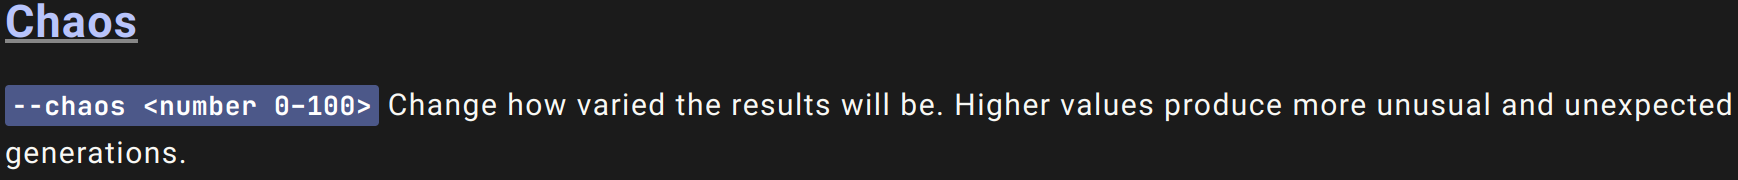 Chaos
--chaos <number 0-100> Change how varied the results will be. Higher values produce more unusual and unexpected
generations.